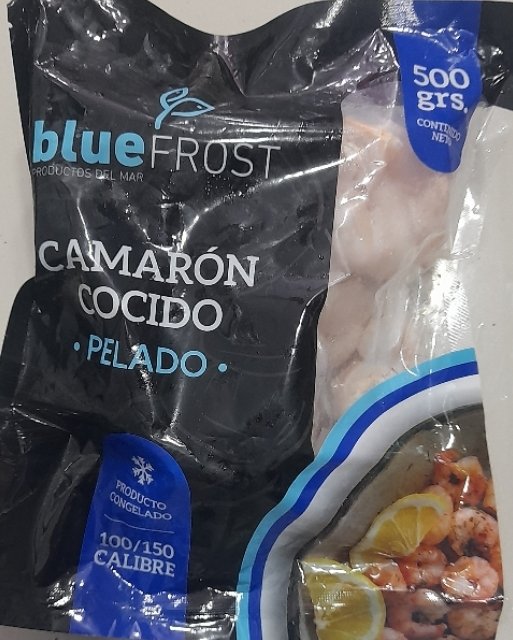 500
grs.
CONTENIDO
NETO
blueFROST
PRODUCTOS DEL MAR
CAMARÓN
COCIDO
• PELADO •
PRODUCTO
CONGELADO
100/150
CALIBRE